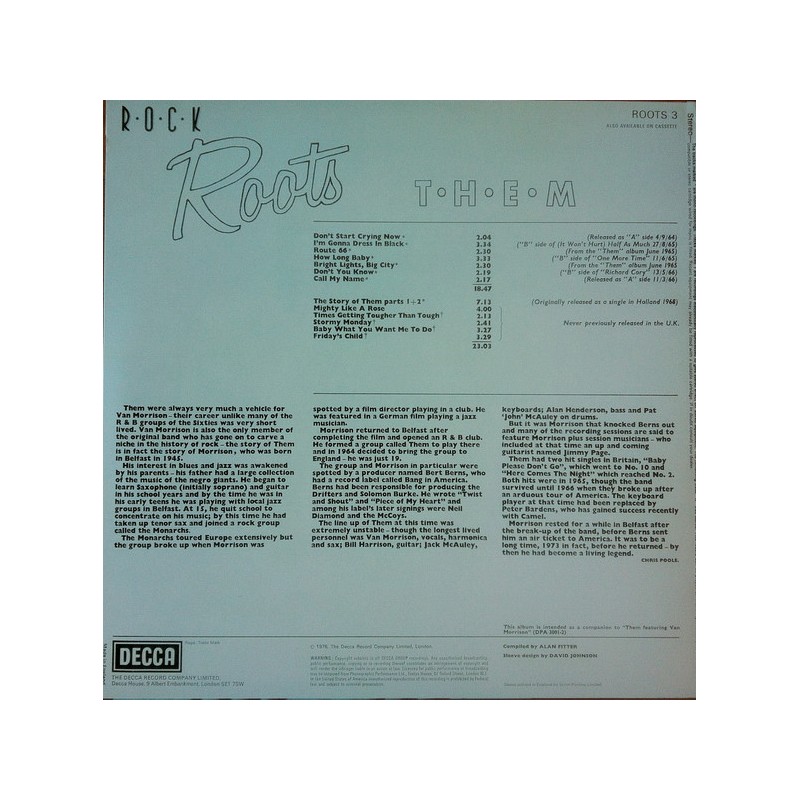 R·O·C·K
Roots
T·H·E·M
ROOTS 3
ALSO AVAILABLE ON CASSETTE
Stereo
Don't Start Crying Now* 2.04 (Released as "A" side 4/9/64)
I'm Gonna Dress In Black* 3.34 ("B" side of (It Won't Hurt) Half As Much 27/8/65)
Route 66* 2.30 (From the "Them" album June 1965)
How Long Baby* 3.53 ("B" side of "One More Time" 11/6/65)
Bright Lights, Big City* 2.30 (From the "Them" album June 1965
Don't You Know* 2.19 ("B" side of "Richard Cory" 13/5/66)
Call My Name* 2.17 (Released as "A" side 11/3/66)
18.47
The Story of Them parts 1+2* 7.13 (Originally released as a single in Holland 1968)
Mighty Like A Rose 4.00
Times Getting Tougher Than Tough† 2.13
Stormy Monday† 2.41 Never previously released in the U.K.
Baby What You Want Me To Do† 3.27
Friday's Child† 3.29
23.03
Them were always very much a vehicle for
Van Morrison – their career unlike many of the
R & B groups of the Sixties was very short
lived. Van Morrison is also the only member of
the original band who has gone on to carve a
niche in the history of rock – the story of Them
is in fact the story of Morrison, who was born
in Belfast in 1945.
His interest in blues and jazz was awakened
by his parents – his father had a large collection
of the music of the negro giants. He began to
learn Saxophone (initially soprano) and guitar
in his school years and by the time he was in
his early teens he was playing with local jazz
groups in Belfast. At 15, he quit school to
concentrate on his music; by this time he had
taken up tenor sax and joined a rock group
called the Monarchs.
The Monarchs toured Europe extensively but
the group broke up when Morrison was
spotted by a film director playing in a club. He
was featured in a German film playing a jazz
musician.
Morrison returned to Belfast after
completing the film and opened an R & B club.
He formed a group called Them to play there
and in 1964 decided to bring the group to
England – he was just 19.
The group and Morrison in particular were
spotted by a producer named Bert Berns, who
had a record label called Bang in America.
Berns had been responsible for producing the
Drifters and Solomon Burke. He wrote "Twist
and Shout" and "Piece of My Heart" and
among his label's later signings were Neil
Diamond and the McCoys.
The line up of Them at this time was
extremely unstable – though the longest lived
personnel was Van Morrison, vocals, harmonica
and sax; Bill Harrison, guitar; Jack McAuley,
keyboards; Alan Henderson, bass and Pat
'John' McAuley on drums.
But it was Morrison that knocked Berns out
and many of the recording sessions are said to
feature Morrison plus session musicians – who
included at that time an up and coming
guitarist named Jimmy Page.
Them had two hit singles in Britain, "Baby
Please Don't Go", which went to No. 10 and
"Here Comes The Night" which reached No. 2.
Both hits were in 1965, though the band
survived until 1966 when they broke up after
an arduous tour of America. The keyboard
player at that time had been replaced by
Peter Bardens, who has gained success recently
with Camel.
Morrison rested for a while in Belfast after
the break-up of the band, before Berns sent
him an air ticket to America. It was to be a
long time, 1973 in fact, before he returned – by
then he had become a living legend.
CHRIS POOLE.
This album is intended as a companion to "Them featuring Van
Morrison" (DPA 3001-2)
Compiled by ALAN FITTER
Sleeve design by DAVID JOHNSON
DECCA
THE DECCA RECORD COMPANY LIMITED,
Decca House, 9 Albert Embankment, London SE1 7SW
© 1976, The Decca Record Company Limited, London.